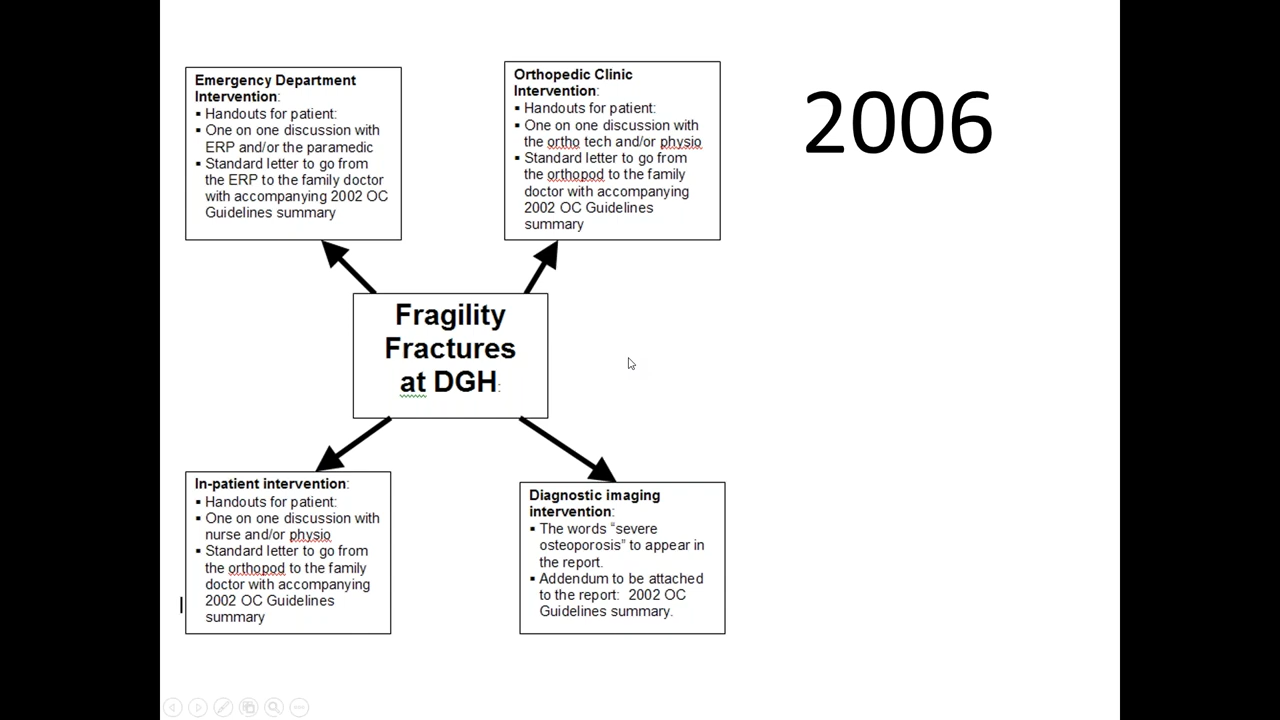 Emergency Department
Intervention:
▪ Handouts for patient:
▪ One on one discussion with
ERP and/or the paramedic
▪ Standard letter to go from
the ERP to the family doctor
with accompanying 2002 OC
Guidelines summary
Orthopedic Clinic
Intervention:
▪ Handouts for patient:
▪ One on one discussion with
the ortho tech and/or physio
▪ Standard letter to go from
the orthopod to the family
doctor with accompanying
2002 OC Guidelines
summary
2006
Fragility
Fractures
at DGH:
In-patient intervention:
▪ Handouts for patient:
▪ One on one discussion with
nurse and/or physio
▪ Standard letter to go from
the orthopod to the family
doctor with accompanying
2002 OC Guidelines
summary
Diagnostic imaging
intervention:
▪ The words “severe
osteoporosis” to appear in
the report.
▪ Addendum to be attached
to the report:  2002 OC
Guidelines summary.